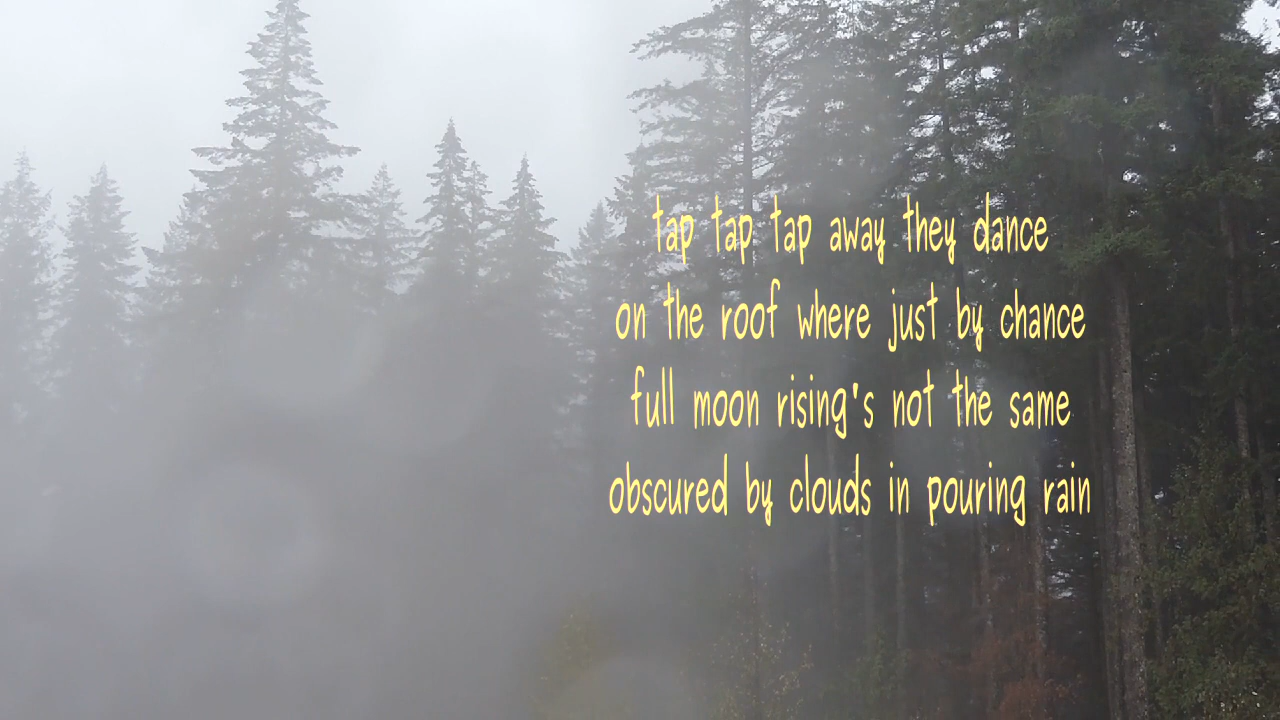 tap tap tap away they dance
on the roof where just by chance
full moon rising's not the same
obscured by clouds in pouring rain